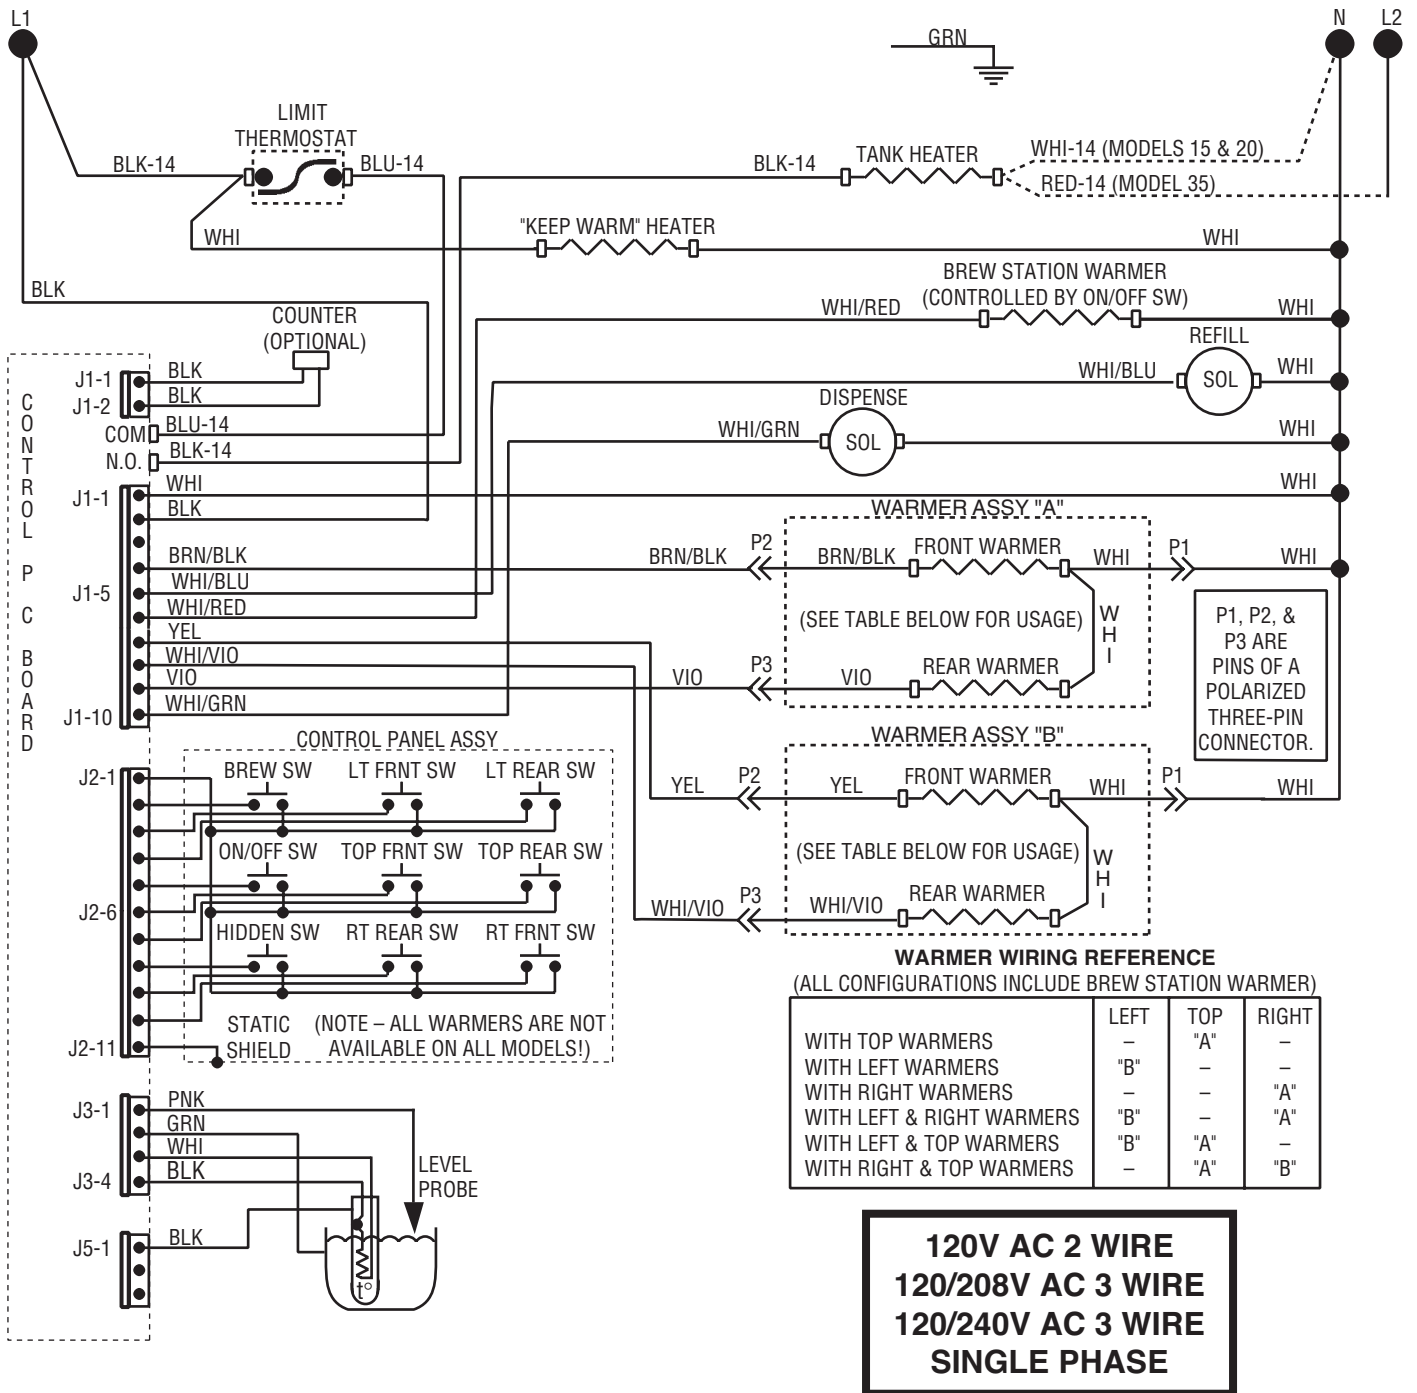 L1
N
L2
GRN
LIMIT
THERMOSTAT
BLK-14
BLU-14
BLK-14
TANK HEATER
WHI-14 (MODELS 15 & 20)
RED-14 (MODEL 35)
WHI
"KEEP WARM" HEATER
WHI
BLK
BREW STATION WARMER
(CONTROLLED BY ON/OFF SW)
WHI/RED
WHI
COUNTER
(OPTIONAL)
REFILL
WHI/BLU
SOL
WHI
DISPENSE
WHI/GRN
SOL
WHI
CONTROL PC BOARD
J1-1
BLK
J1-2
BLK
COM
BLU-14
N.O.
BLK-14
J1-1
WHI
WHI
BLK
BRN/BLK
J1-5
WHI/BLU
WHI/RED
YEL
WHI/VIO
VIO
J1-10
WHI/GRN
WARMER ASSY "A"
BRN/BLK
P2
BRN/BLK
FRONT WARMER
WHI
P1
WHI
(SEE TABLE BELOW FOR USAGE)
WHI
VIO
P3
VIO
REAR WARMER
P1, P2, &
P3 ARE
PINS OF A
POLARIZED
THREE-PIN
CONNECTOR.
WARMER ASSY "B"
YEL
P2
YEL
FRONT WARMER
WHI
P1
WHI
(SEE TABLE BELOW FOR USAGE)
WHI
WHI/VIO
P3
WHI/VIO
REAR WARMER
CONTROL PANEL ASSY
J2-1
BREW SW
LT FRNT SW
LT REAR SW
ON/OFF SW
TOP FRNT SW
TOP REAR SW
J2-6
HIDDEN SW
RT REAR SW
RT FRNT SW
STATIC
SHIELD
(NOTE – ALL WARMERS ARE NOT
AVAILABLE ON ALL MODELS!)
J2-11
J3-1
PNK
GRN
WHI
J3-4
BLK
LEVEL
PROBE
J5-1
BLK
t°
WARMER WIRING REFERENCE
(ALL CONFIGURATIONS INCLUDE BREW STATION WARMER)
LEFT TOP RIGHT
WITH TOP WARMERS – "A" –
WITH LEFT WARMERS "B" – –
WITH RIGHT WARMERS – – "A"
WITH LEFT & RIGHT WARMERS "B" – "A"
WITH LEFT & TOP WARMERS "B" "A" –
WITH RIGHT & TOP WARMERS – "A" "B"
120V AC 2 WIRE
120/208V AC 3 WIRE
120/240V AC 3 WIRE
SINGLE PHASE